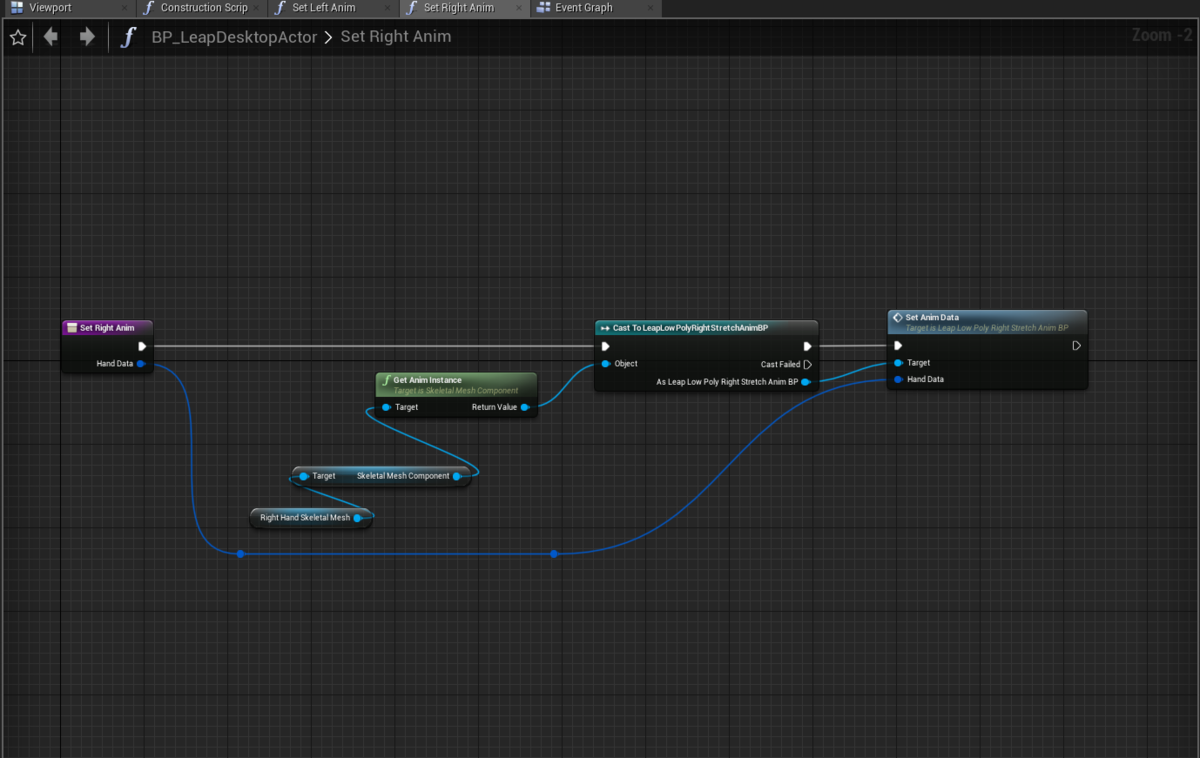 Viewport
Construction Scrip
Set Left Anim
Set Right Anim
Event Graph
BP_LeapDesktopActor > Set Right Anim
Zoom -2
Set Right Anim
Hand Data
Get Anim Instance
Target is Skeletal Mesh Component
Target Return Value
Target Skeletal Mesh Component
Right Hand Skeletal Mesh
Cast To LeapLowPolyRightStretchAnimBP
Object
Cast Failed
As Leap Low Poly Right Stretch Anim BP
Set Anim Data
Target is Leap Low Poly Right Stretch Anim BP
Target
Hand Data